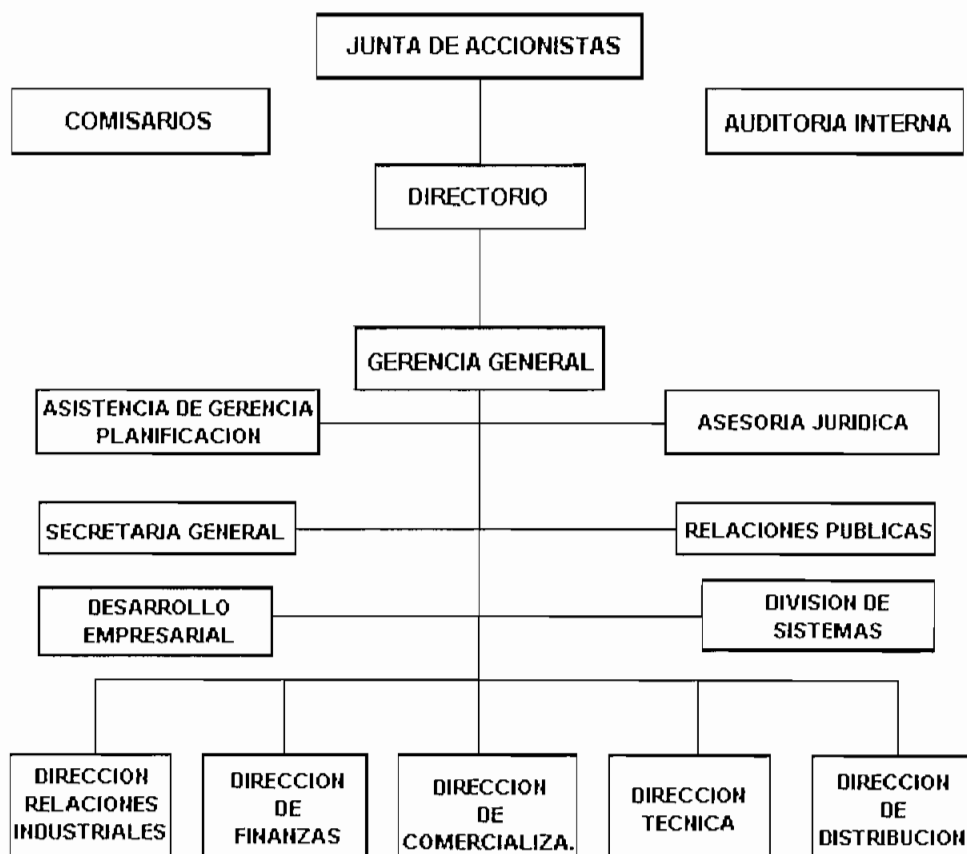 JUNTA DE ACCIONISTAS
COMISARIOS
AUDITORIA INTERNA
DIRECTORIO
GERENCIA GENERAL
ASISTENCIA DE GERENCIA
PLANIFICACION
ASESORIA JURIDICA
SECRETARIA GENERAL
RELACIONES PUBLICAS
DESARROLLO
EMPRESARIAL
DIVISION DE
SISTEMAS
DIRECCION
RELACIONES
INDUSTRIALES
DIRECCION
DE
FINANZAS
DIRECCION
DE
COMERCIALIZA.
DIRECCION
TECNICA
DIRECCION
DE
DISTRIBUCION